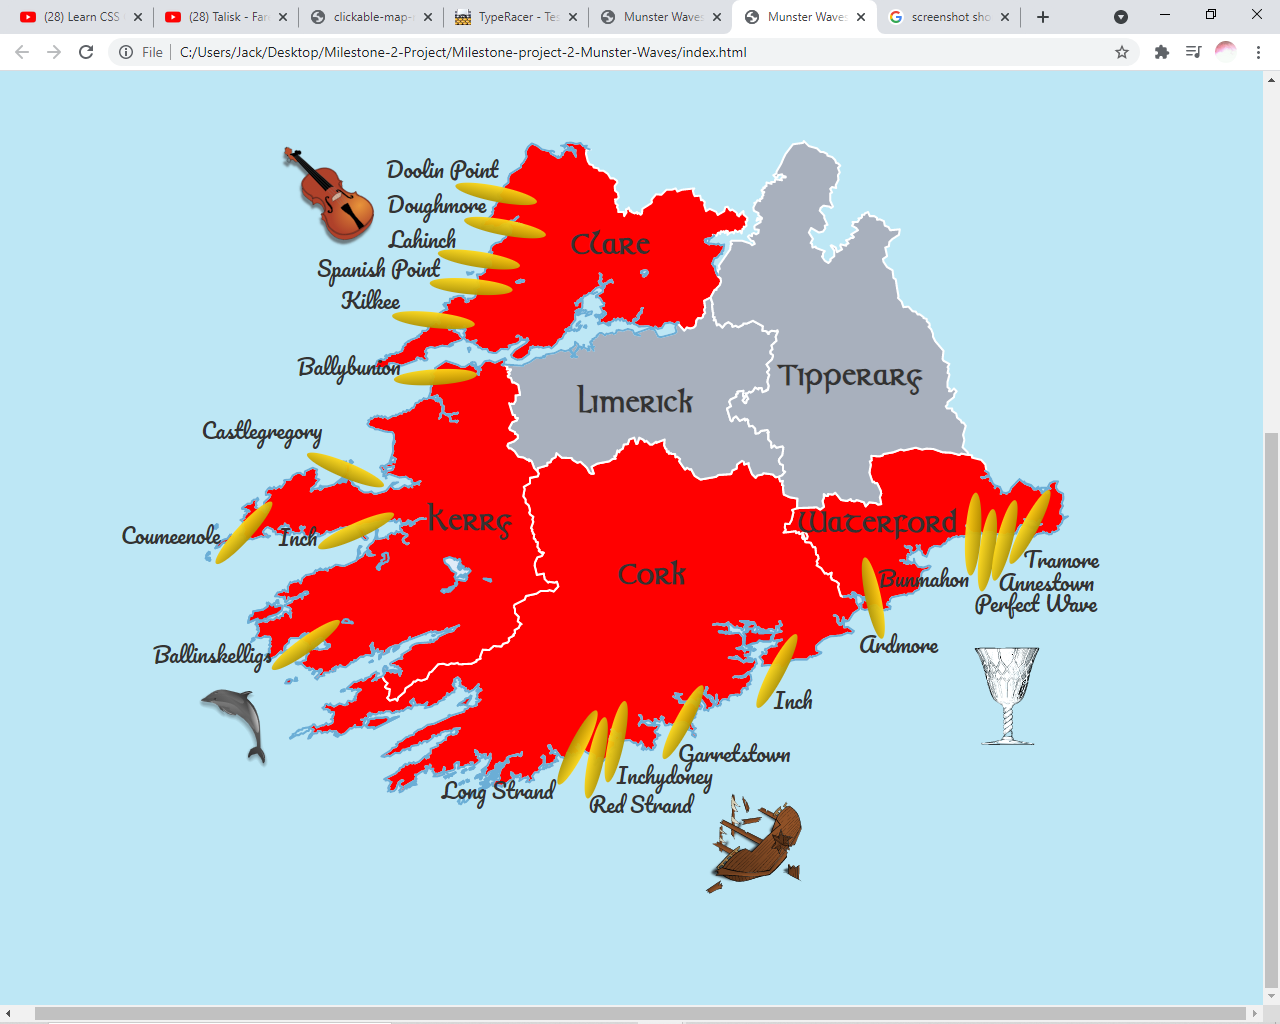 (28) Learn CSS
(28) Talisk - Far
clickable-map-
TypeRacer - Tes
Munster Waves
Munster Waves
screenshot sho
File
C:/Users/Jack/Desktop/Milestone-2-Project/Milestone-project-2-Munster-Waves/index.html
Doolin Point
Doughmore
Lahinch
Spanish Point
Kilkee
Ballybunion
Castlegregory
Coumeenole
Inch
Ballinskelligs
Clare
Tipperary
Limerick
Kerry
Waterford
Cork
Tramore
Bunmahon
Annestown
Perfect Wave
Ardmore
Inch
Garretstown
Inchydoney
Long Strand
Red Strand